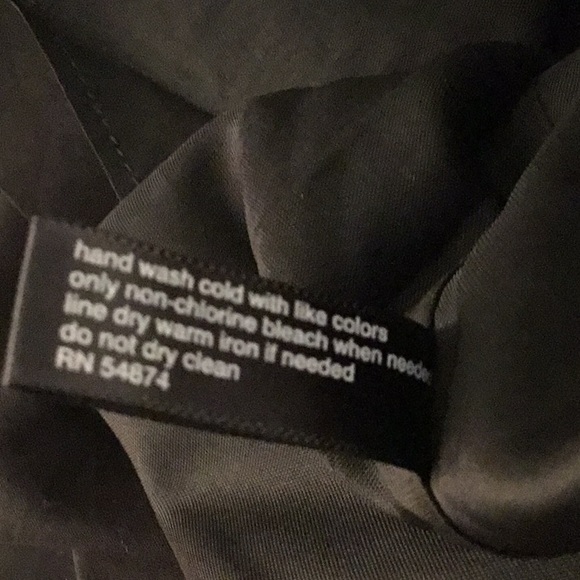 hand wash cold with like colors
only non-chlorine bleach when needed
line dry warm iron if needed
do not dry clean
RN 54874